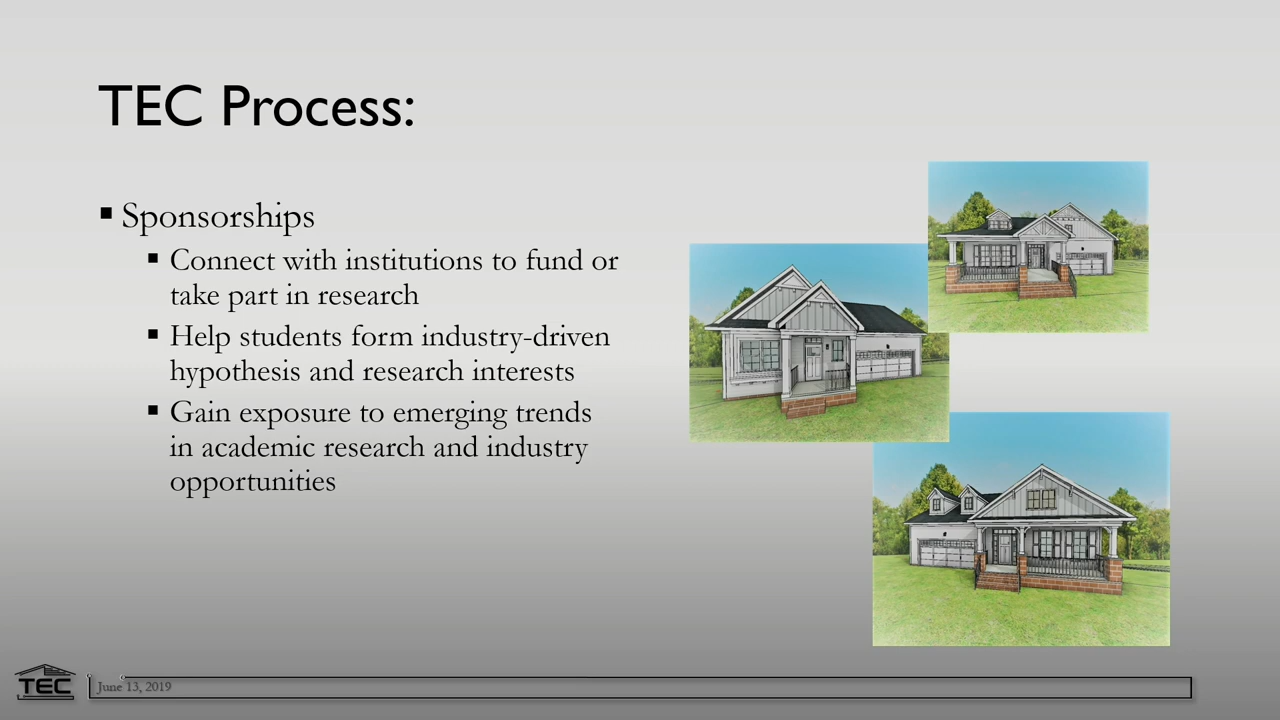 TEC Process:
▪ Sponsorships
▪ Connect with institutions to fund or
take part in research
▪ Help students form industry-driven
hypothesis and research interests
▪ Gain exposure to emerging trends
in academic research and industry
opportunities
TEC
June 13, 2019